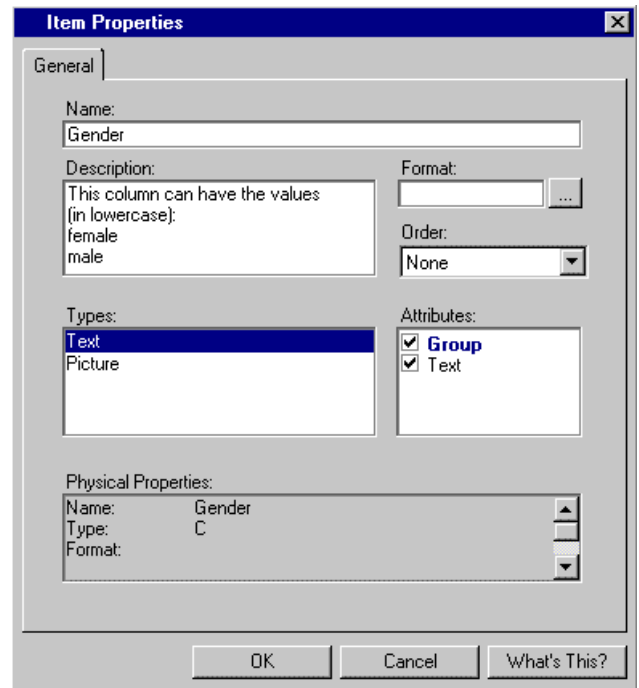 Item Properties
General
Name:
Gender
Description:
This column can have the values
(in lowercase):
female
male
Format:
...
Order:
None
Types:
Text
Picture
Attributes:
Group
Text
Physical Properties:
Name: Gender
Type: C
Format:
OK Cancel What's This?